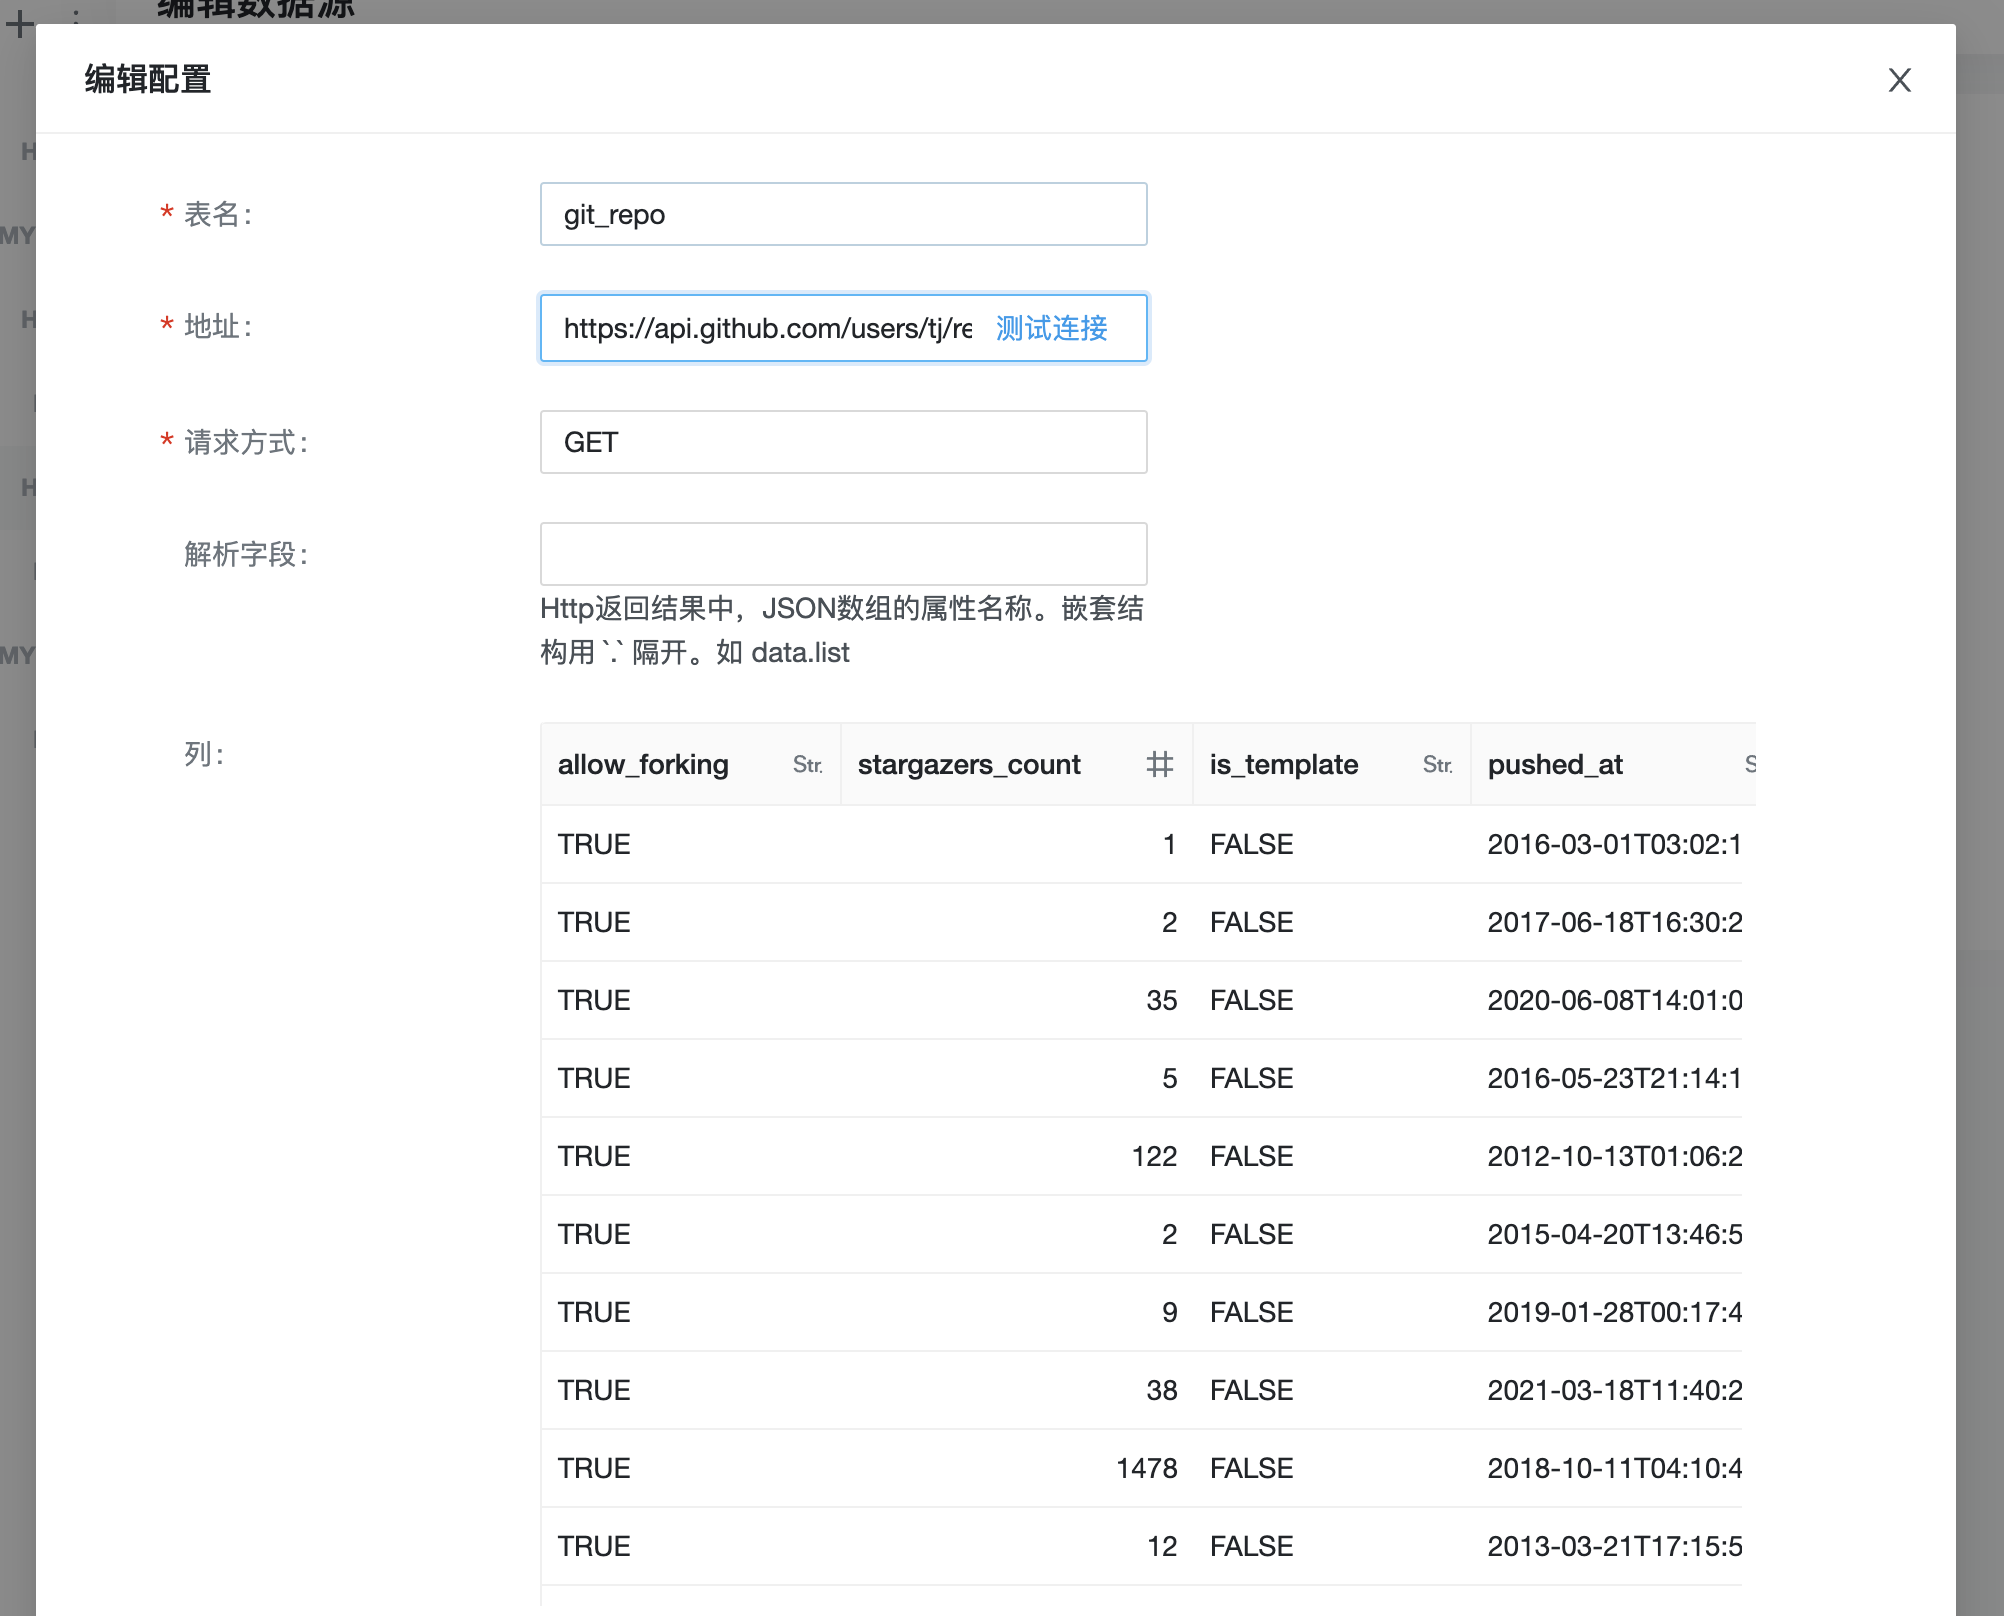 编辑数据源
编辑配置
* 表名:
git_repo
* 地址:
https://api.github.com/users/tj/re 测试连接
* 请求方式:
GET
解析字段:
Http返回结果中，JSON数组的属性名称。嵌套结
构用 `.` 隔开。如 data.list
列:
allow_forking Str. stargazers_count # is_template Str. pushed_at S
TRUE 1 FALSE 2016-03-01T03:02:1
TRUE 2 FALSE 2017-06-18T16:30:2
TRUE 35 FALSE 2020-06-08T14:01:0
TRUE 5 FALSE 2016-05-23T21:14:1
TRUE 122 FALSE 2012-10-13T01:06:2
TRUE 2 FALSE 2015-04-20T13:46:5
TRUE 9 FALSE 2019-01-28T00:17:4
TRUE 38 FALSE 2021-03-18T11:40:2
TRUE 1478 FALSE 2018-10-11T04:10:4
TRUE 12 FALSE 2013-03-21T17:15:5
H
MY
H
H
MY